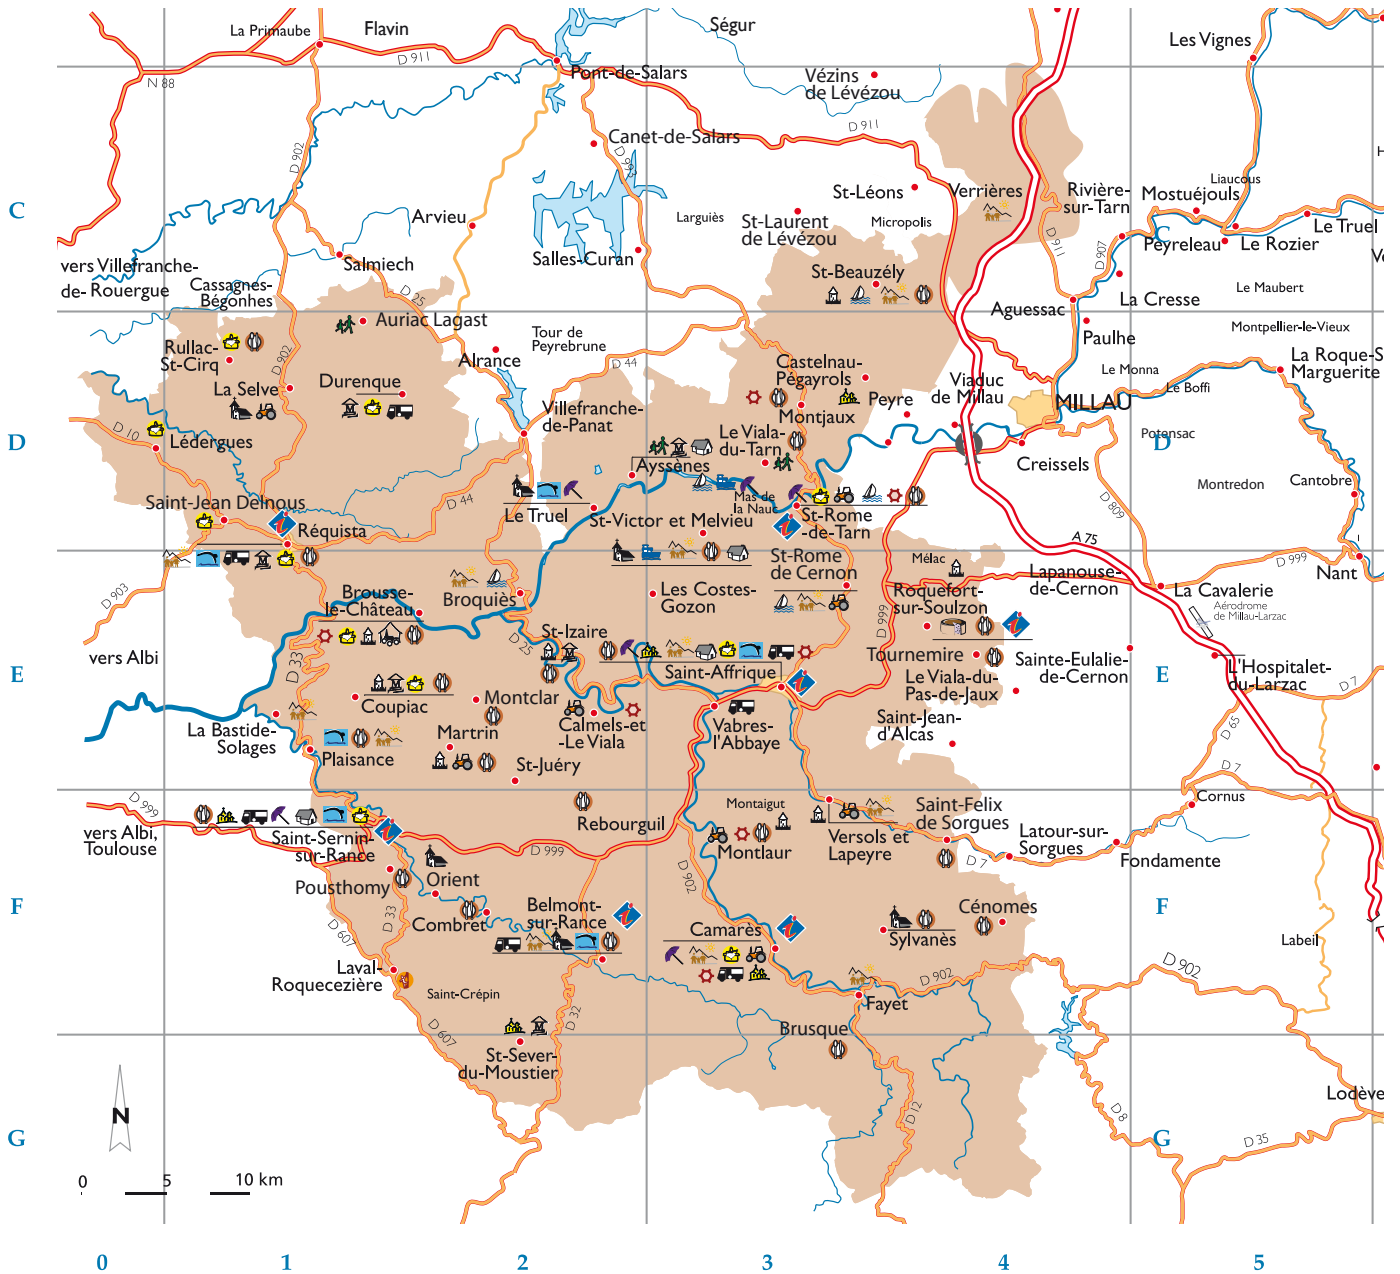 Ségur
La Primaube
Flavin
Les Vignes
D 911
N 88
Pont-de-Salars
Vézins
de Lévézou
D 911
Canet-de-Salars
D 902
D 993
C
Arvieu
Larguiès
St-Léons
Micropolis
St-Laurent
de Lévézou
Verrières
Rivière-
sur-Tarn
Liaucous
Mostuéjouls
C
Peyreleau
Le Rozier
Le Truel
D 911
D 907
vers Villefranche-
de- Rouergue
Salmiech
Cassagnes-
Bégonhes
Salles-Curan
St-Beauzély
Aguessac
La Cresse
Le Maubert
D 25
Auriac Lagast
Tour de
Peyrebrune
Paulhe
Montpellier-le-Vieux
Rullac-
St-Cirq
D 902
Alrance
D 44
Castelnau-
Pégayrols
Viaduc
de Millau
Le Monna
Le Boffi
La Roque-S
Marguerite
La Selve
Durenque
Montjaux
Peyre
MILLAU
Villefranche-
de-Panat
D
D 10
Lédergues
Le Viala-
du-Tarn
Creissels
Potensac
D
Ayssènes
Montredon
Cantobre
Saint-Jean Delnous
D 44
Le Truel
Mas de
la Nauc
D 809
Réquista
St-Victor et Melvieu
St-Rome
-de-Tarn
A 75
D 999
Nant
St-Rome
de Cernon
Mélac
Lapanouse-
de-Cernon
D 903
Brousse-
le-Château
Broquiès
Les Costes-
Gozon
Roquefort-
sur-Soulzon
La Cavalerie
Aérodrome
de Millau-Larzac
D 999
vers Albi
D 33
D 25
St-Izaire
Saint-Affrique
Tournemire
Sainte-Eulalie-
de-Cernon
E
E
L'Hospitalet-
du-Larzac
D 7
Le Viala-du-
Pas-de-Jaux
Coupiac
Montclar
La Bastide-
Solages
Calmels-et
-Le Viala
Vabres-
l'Abbaye
Saint-Jean-
d'Alcas
D 65
Plaisance
Martrin
St-Juéry
D 7
Cornus
D 999
vers Albi,
Toulouse
Saint-Sernin-
sur-Rance
Rebourguil
Montaigut
Saint-Felix
de Sorgues
Montlaur
Versols et
Lapeyre
Latour-sur-
Sorgues
D 999
D 7
Fondamente
Pousthomy
Orient
D 902
F
D 33
Combret
Belmont-
sur-Rance
Cénomes
F
D 607
Camarès
Sylvanès
Labeil
Laval-
Roquecezière
D 902
D 902
Saint-Crépin
Fayet
D 32
Brusque
D 607
St-Sever-
du-Moustier
Lodève
N
D 12
D 8
G
G
D 35
0 5 10 km
0 1 2 3 4 5